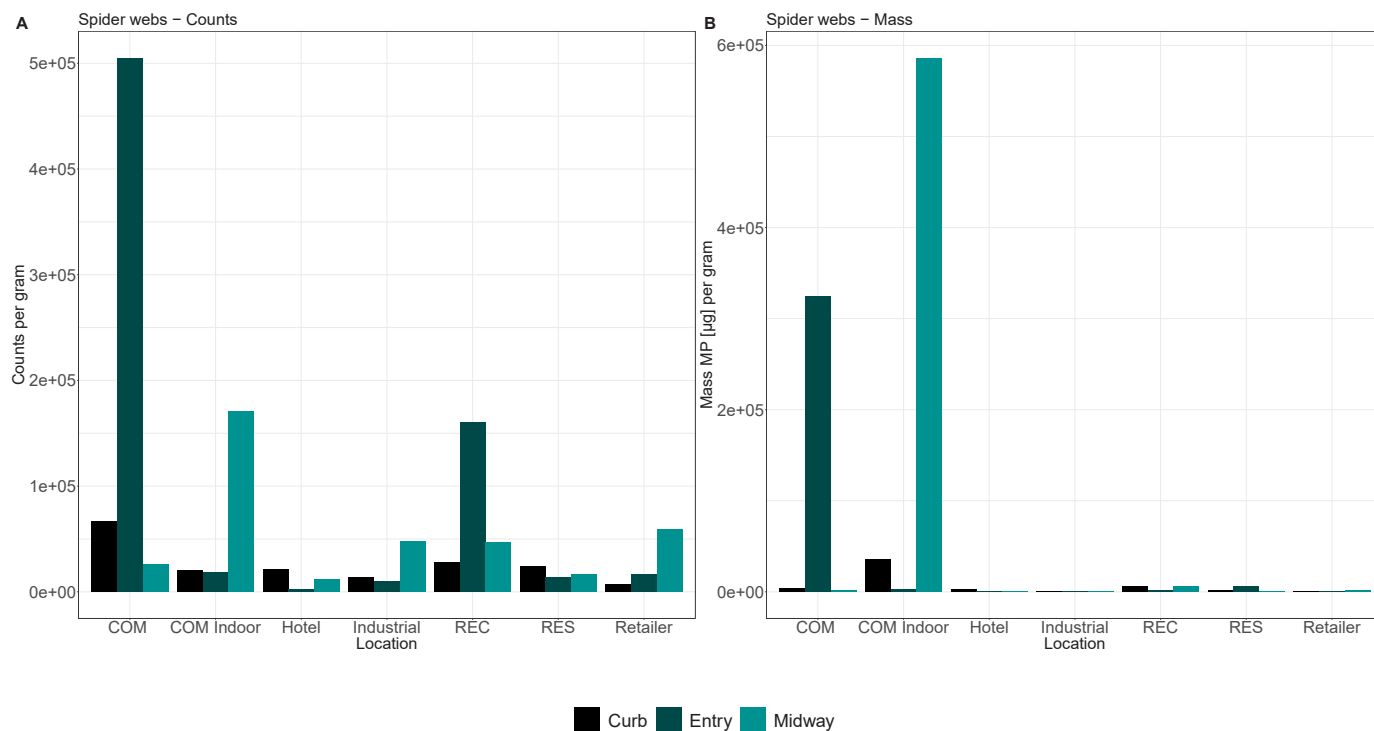 A
Spider webs − Counts
5e+05
4e+05
3e+05
2e+05
1e+05
0e+00
Counts per gram
COM COM Indoor Hotel Industrial REC RES Retailer
Location
B
Spider webs − Mass
6e+05
4e+05
2e+05
0e+00
Mass MP [µg] per gram
COM COM Indoor Hotel Industrial REC RES Retailer
Location
Curb Entry Midway